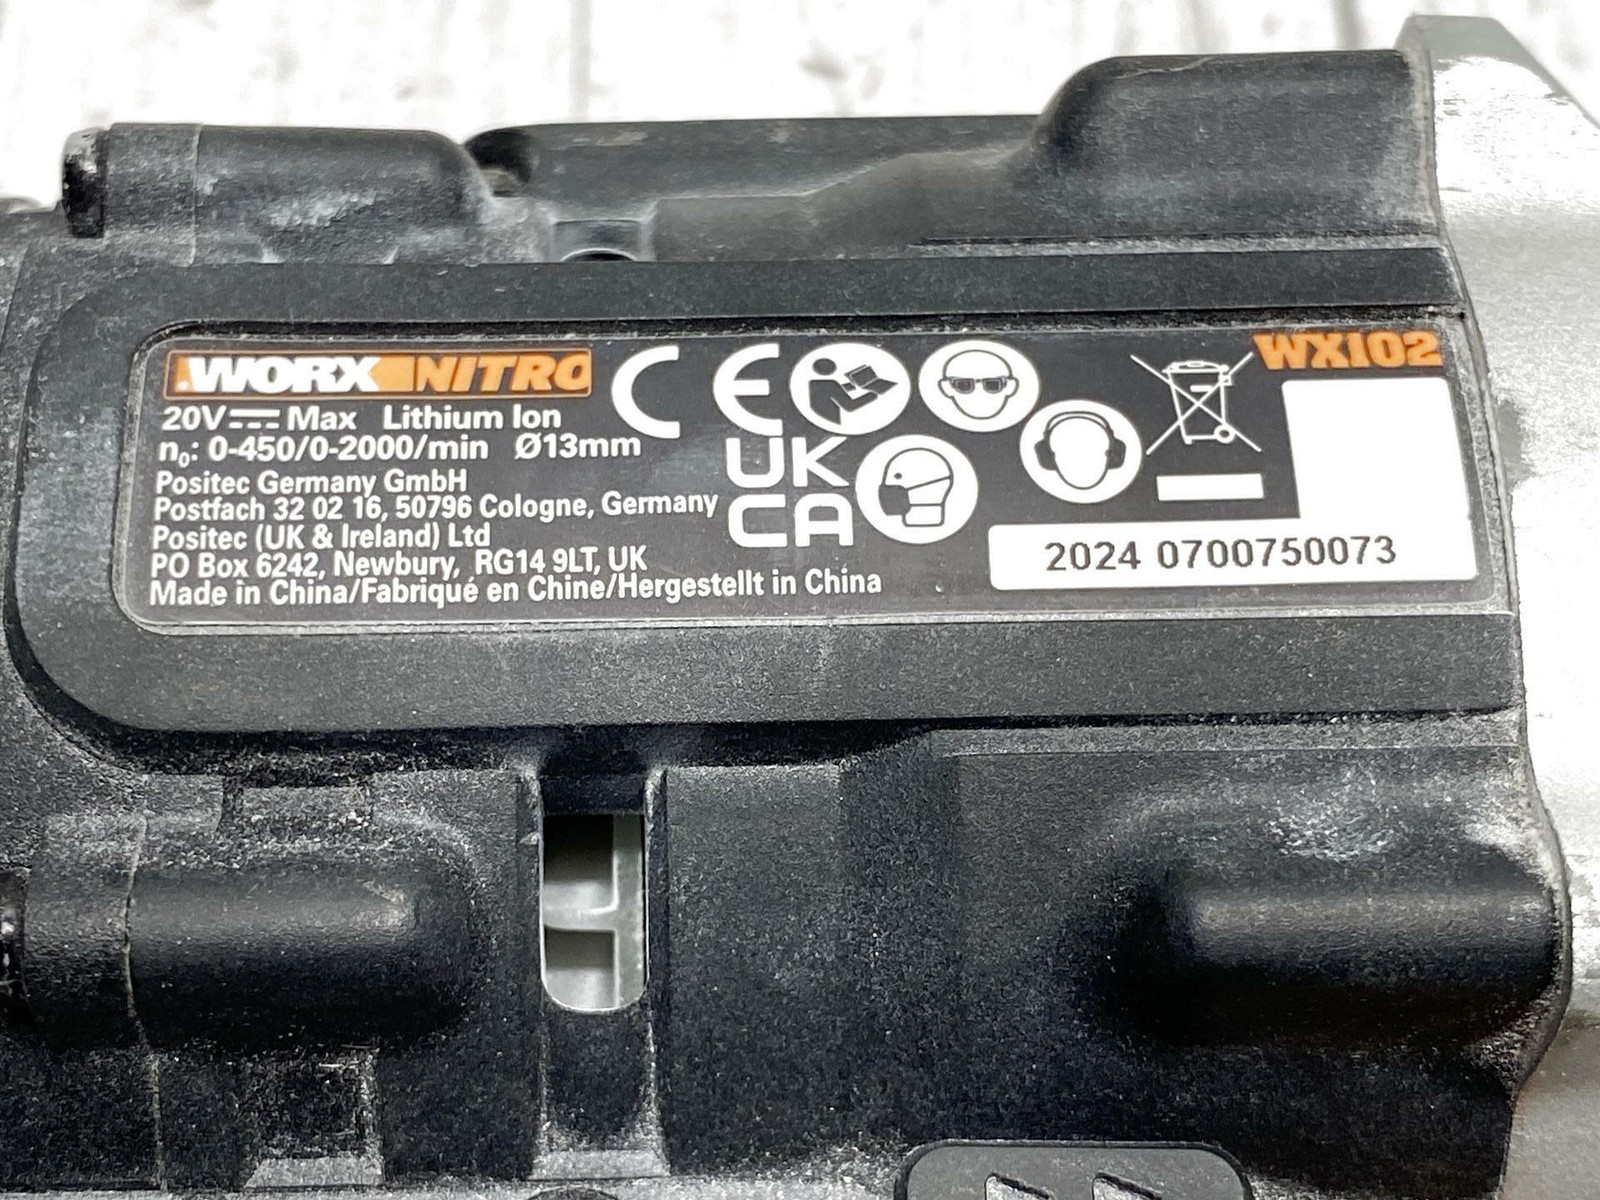 WORX NITRO
WX102
20V Max Lithium Ion
n₀: 0-450/0-2000/min Ø13mm
Positec Germany GmbH
Postfach 32 02 16, 50796 Cologne, Germany
Positec (UK & Ireland) Ltd
PO Box 6242, Newbury, RG14 9LT, UK
Made in China/Fabriqué en Chine/Hergestellt in China
CE
UK
CA
2024 0700750073